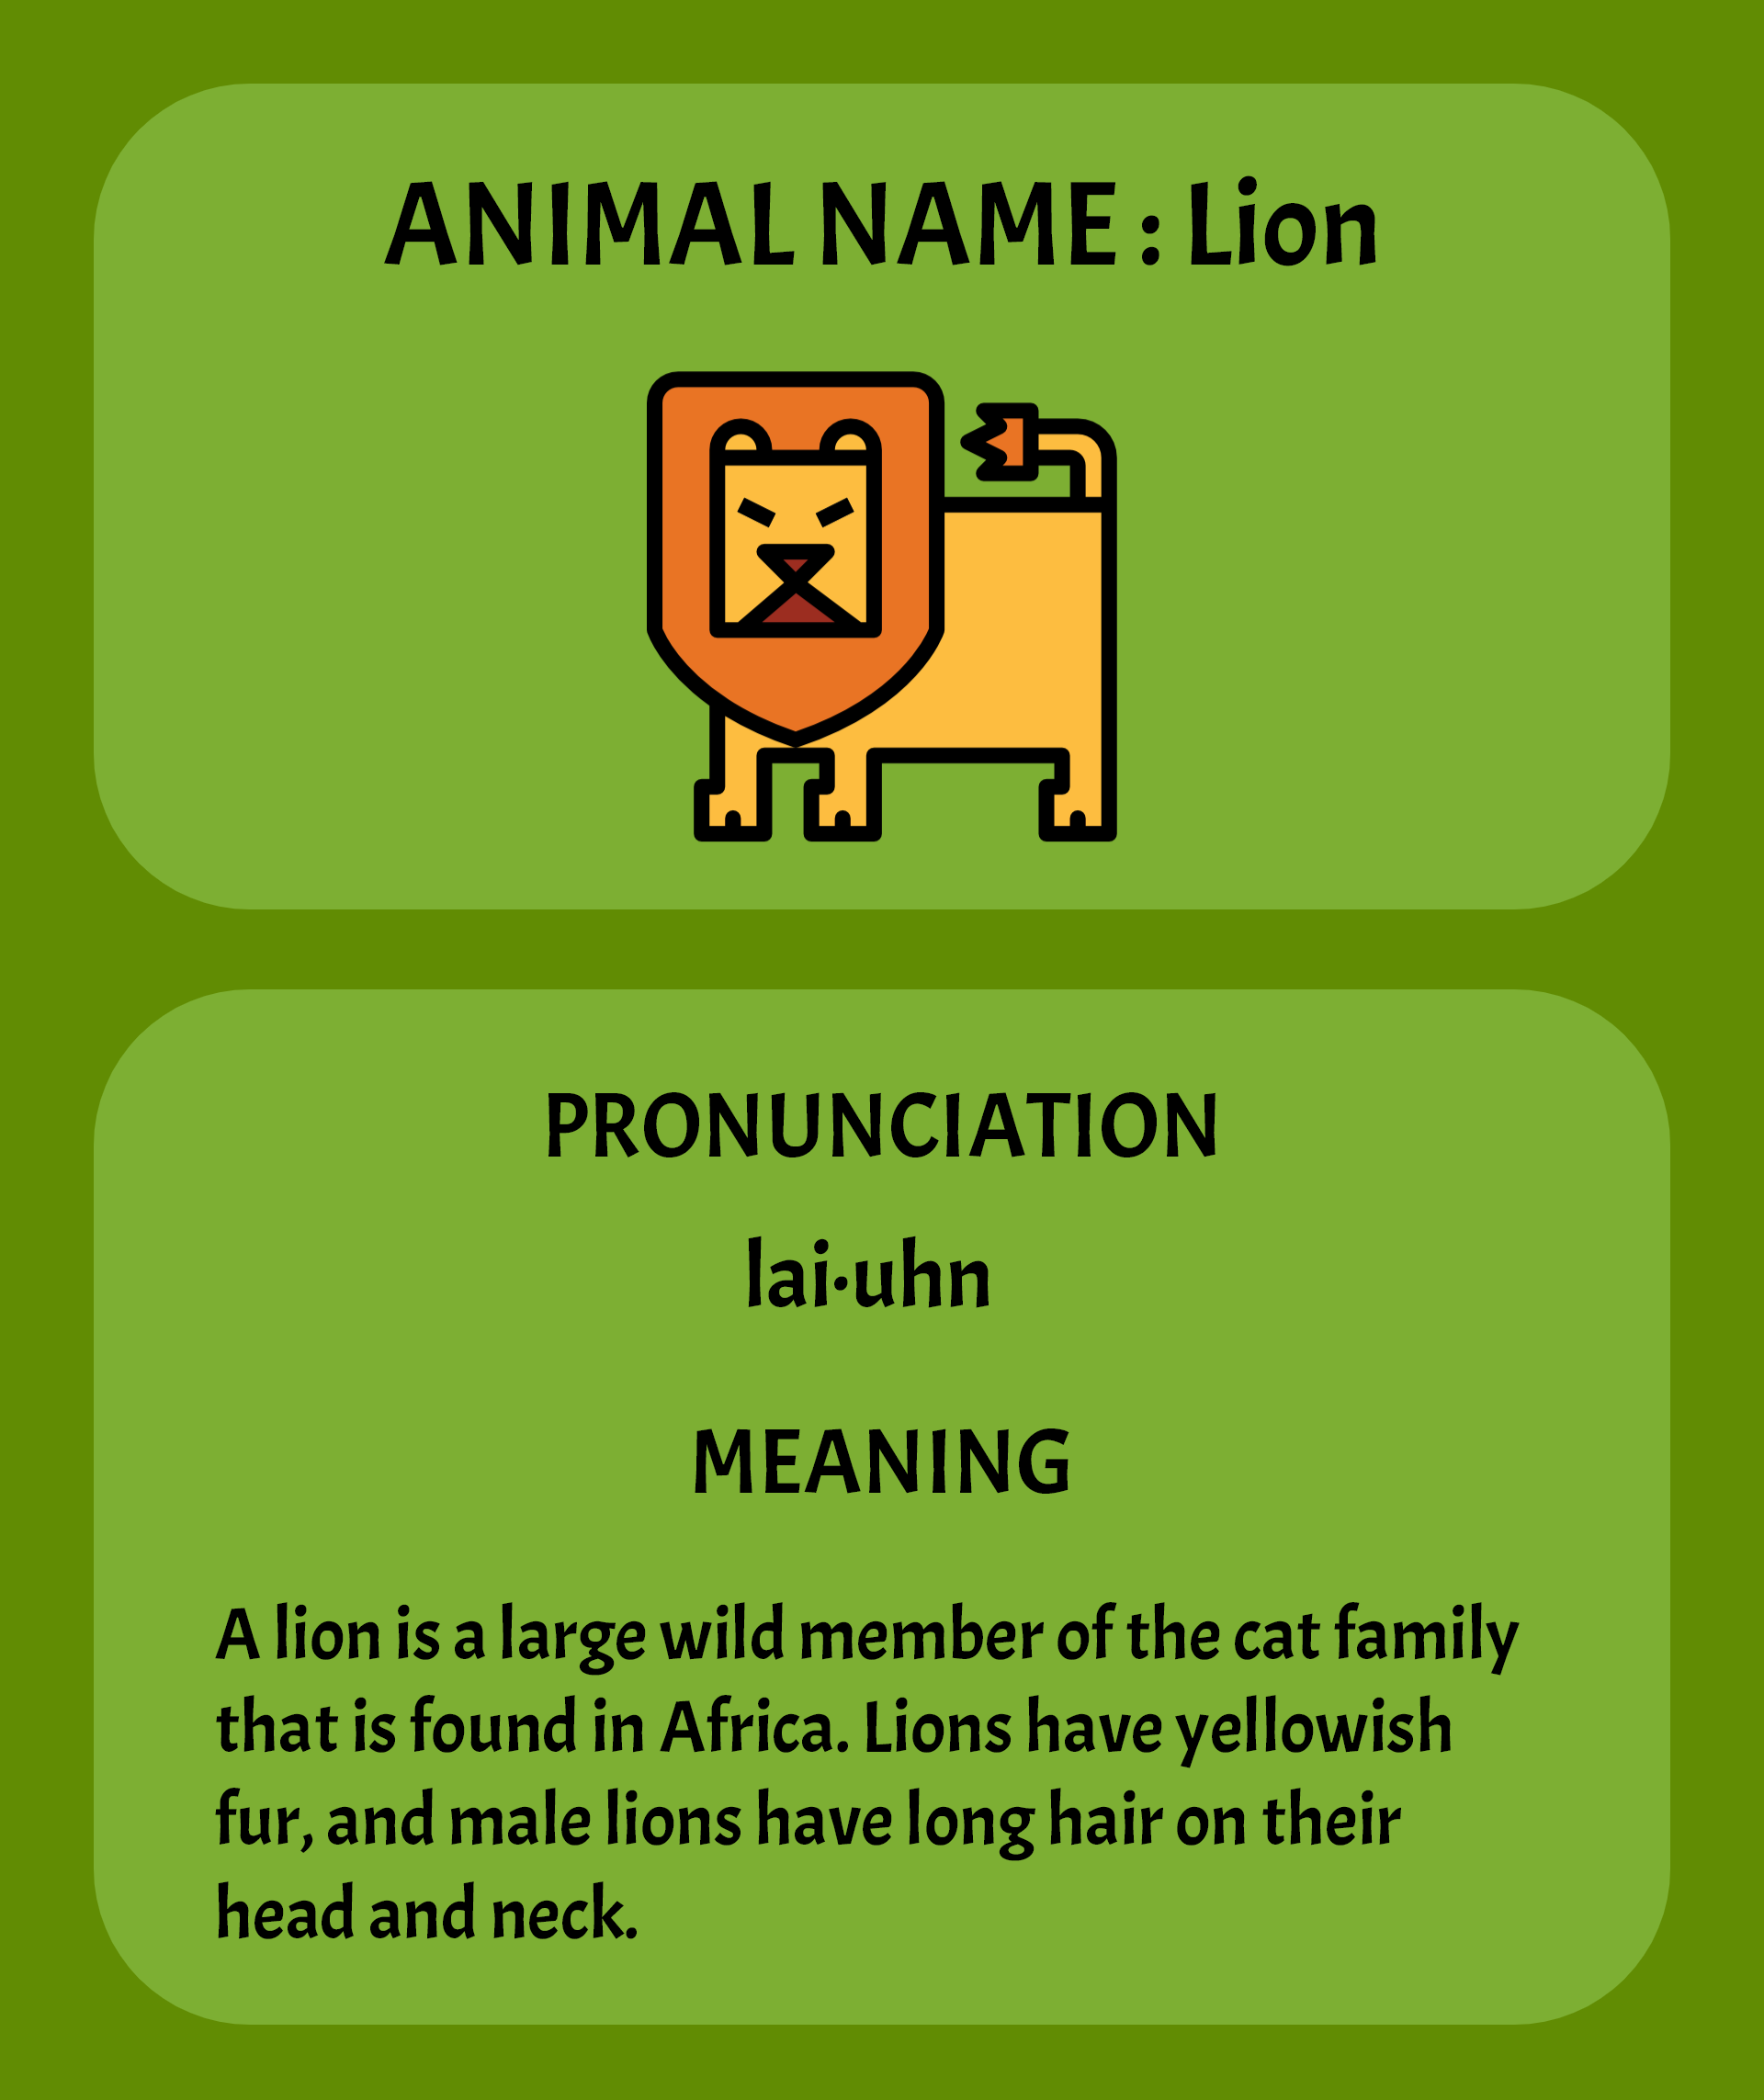 ANIMAL NAME : Lion
PRONUNCIATION
lai·uhn
MEANING
A lion is a large wild member of the cat family
that is found in Africa. Lions have yellowish
fur, and male lions have long hair on their
head and neck.